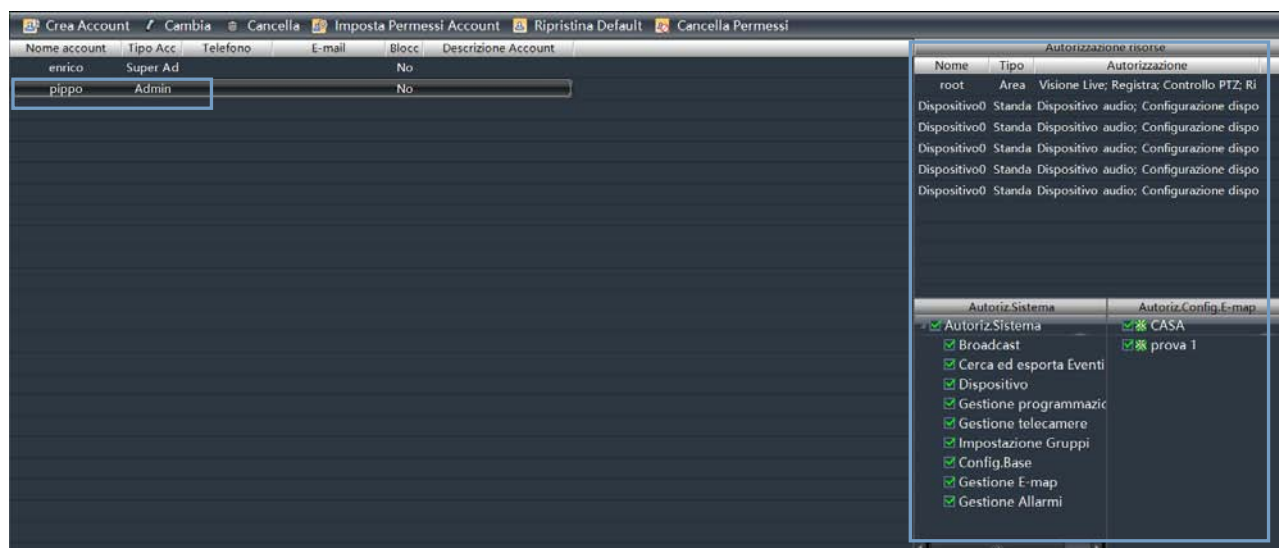 Crea Account Cambia Cancella Imposta Permessi Account Ripristina Default Cancella Permessi
Nome account Tipo Acc Telefono E-mail Blocc Descrizione Account
enrico Super Ad No
pippo Admin No
Autorizzazione risorse
Nome Tipo Autorizzazione
root Area Visione Live; Registra; Controllo PTZ; Ri
Dispositivo0 Standa Dispositivo audio; Configurazione dispo
Dispositivo0 Standa Dispositivo audio; Configurazione dispo
Dispositivo0 Standa Dispositivo audio; Configurazione dispo
Dispositivo0 Standa Dispositivo audio; Configurazione dispo
Dispositivo0 Standa Dispositivo audio; Configurazione dispo
Autoriz.Sistema
Autoriz.Sistema
Broadcast
Cerca ed esporta Eventi
Dispositivo
Gestione programmazio
Gestione telecamere
Impostazione Gruppi
Config.Base
Gestione E-map
Gestione Allarmi
Autoriz.Config.E-map
CASA
prova 1